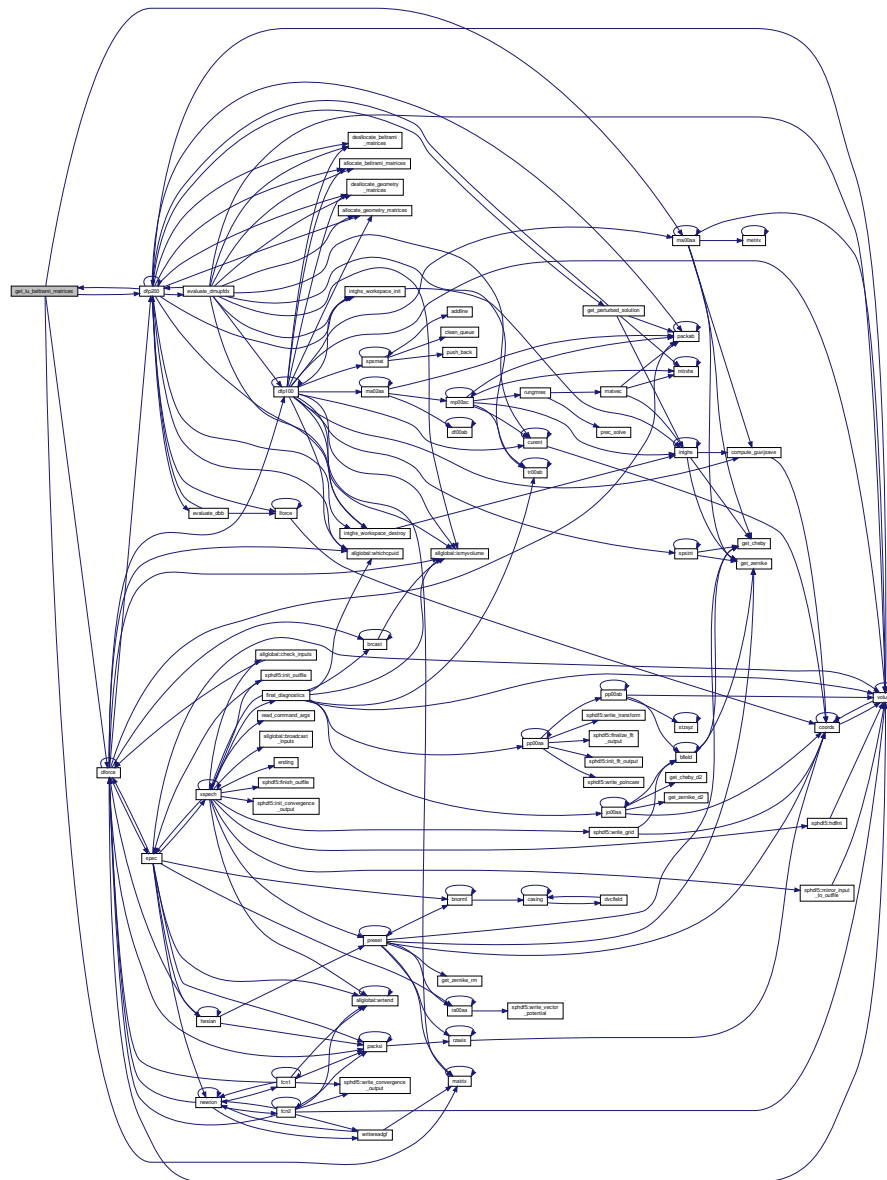 deallocate_beltrami
_matrices
allocate_beltrami_matrices
deallocate_geometry
_matrices
allocate_geometry_matrices
ma00aa
metrix
get_lu_beltrami_matrices
dfp200
evaluate_dmupfdx
intghs_workspace_init
addline
get_perturbed_solution
clean_queue
packab
push_back
spsmat
mtrxhs
dfp100
ma02aa
rungmres
matvec
mp00ac
df00ab
prec_solve
curent
intghs
compute_guvijsave
tr00ab
evaluate_dbb
lforce
intghs_workspace_destroy
get_cheby
allglobal::whichcpuid
allglobal::ismyvolume
spsint
get_zernike
brcast
allglobal::check_inputs
sphdf5::init_outfile
final_diagnostics
pp00ab
volume
read_command_args
sphdf5::write_transform
stzxyz
coords
allglobal::broadcast
_inputs
sphdf5::finalize_flt
_output
pp00aa
bfield
ending
sphdf5::init_flt_output
dforce
get_cheby_d2
sphdf5::finish_outfile
sphdf5::write_poincare
xspech
get_zernike_d2
sphdf5::init_convergence
_output
jo00aa
sphdf5::hdfint
sphdf5::write_grid
spec
sphdf5::mirror_input
_to_outfile
bnorml
casing
dvcfield
preset
get_zernike_rm
allglobal::wrtend
ra00aa
sphdf5::write_vector
_potential
hesian
packxi
rzaxis
fcn1
sphdf5::write_convergence
_output
matrix
newton
fcn2
writereadgf